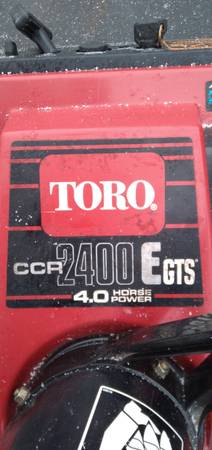 TORO®
CCR 2400 E GTS®
4.0 HORSE POWER